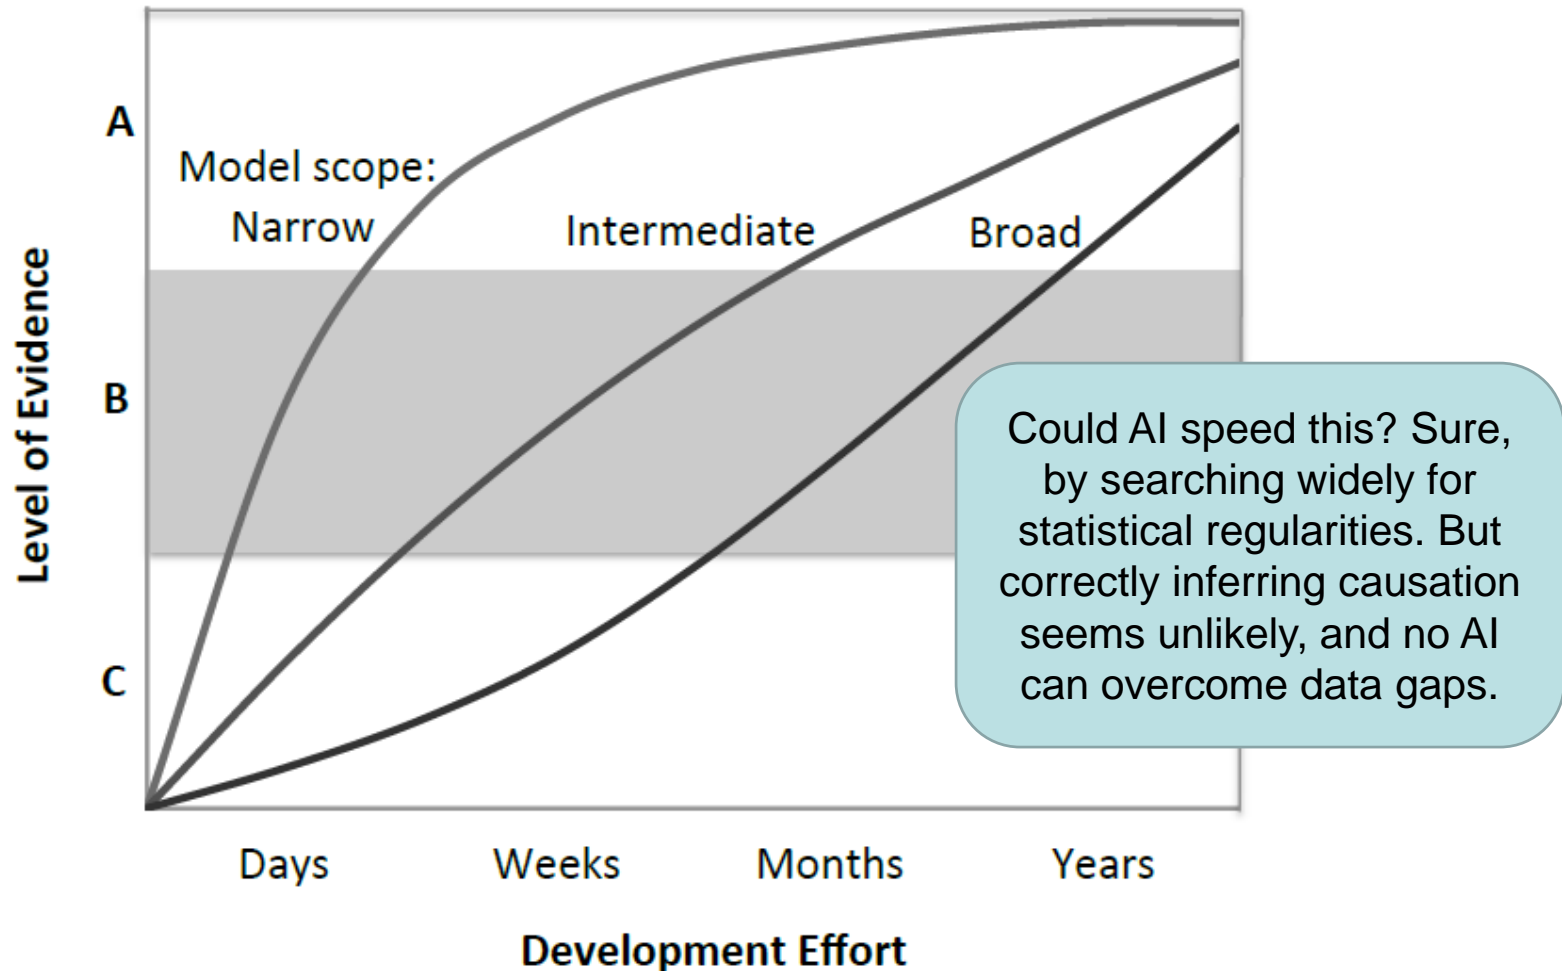 Level of Evidence
A
B
C
Model scope:
Narrow
Intermediate
Broad
Could AI speed this? Sure,
by searching widely for
statistical regularities. But
correctly inferring causation
seems unlikely, and no AI
can overcome data gaps.
Days
Weeks
Months
Years
Development Effort